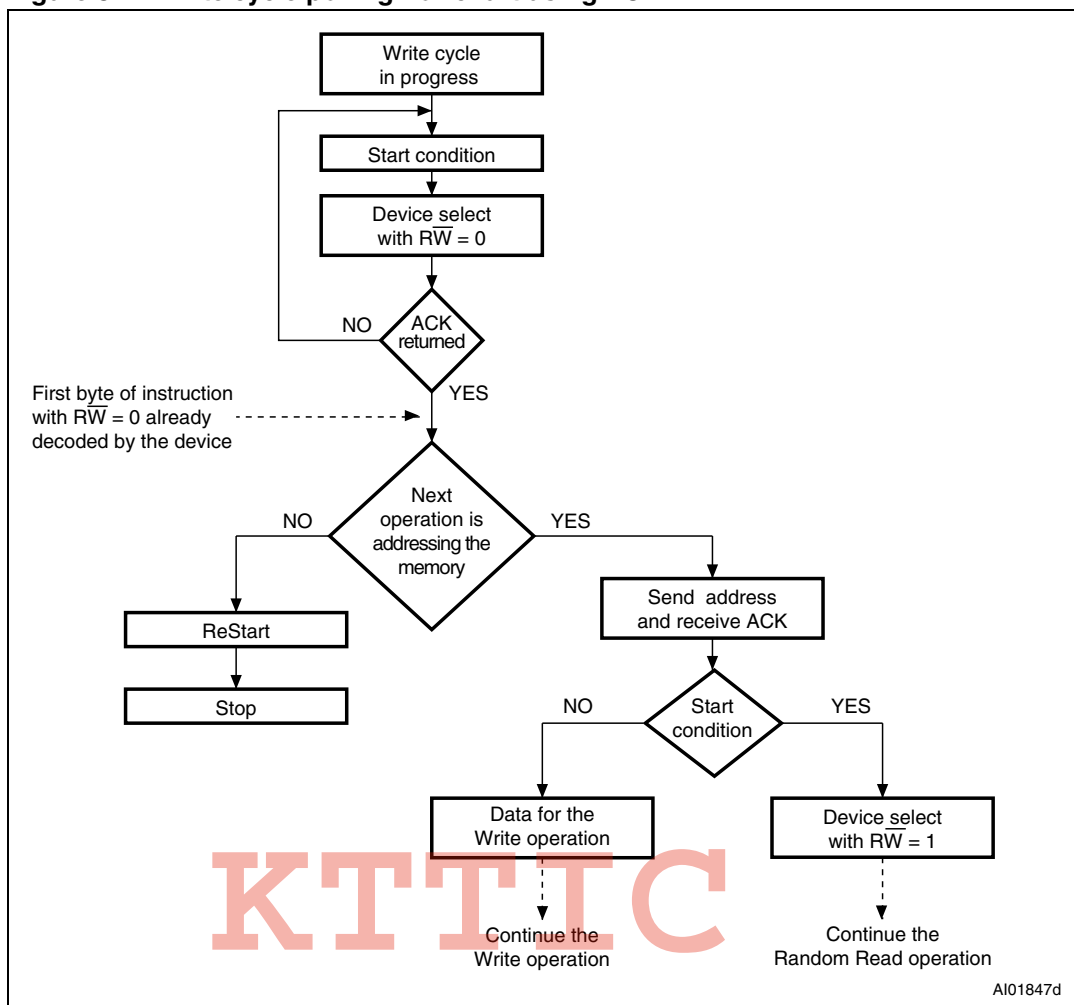 Write cycle
in progress
Start condition
Device select
with RW̅ = 0
NO
ACK
returned
YES
First byte of instruction
with RW̅ = 0 already
decoded by the device
NO
Next
operation is
addressing the
memory
YES
Send address
and receive ACK
ReStart
Stop
NO
Start
condition
YES
Data for the
Write operation
Device select
with RW̅ = 1
KTTIC
Continue the
Write operation
Continue the
Random Read operation
AI01847d